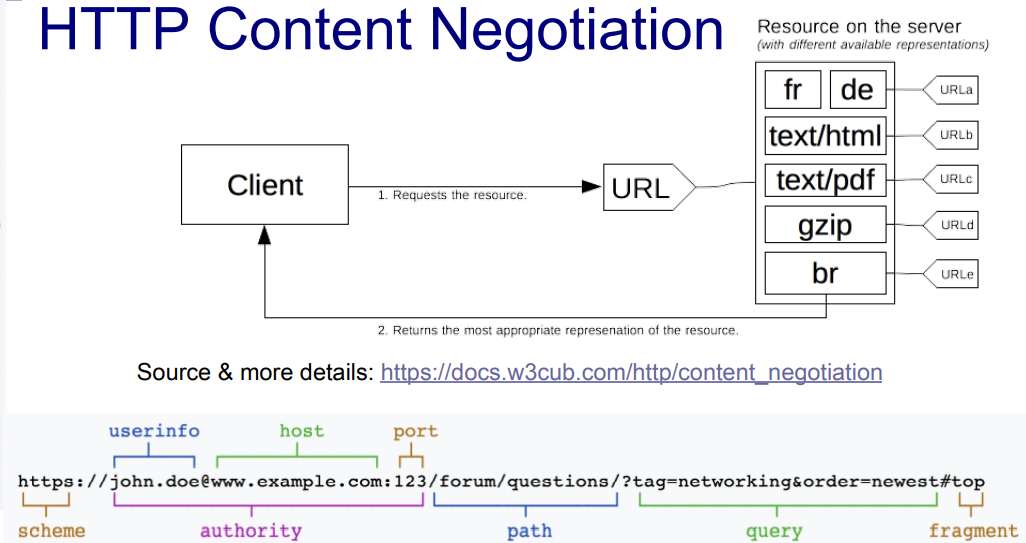 HTTP Content Negotiation
Resource on the server
(with different available representations)
fr
de
URLa
text/html
URLb
Client
1. Requests the resource.
URL
text/pdf
URLc
gzip
URLd
br
URLe
2. Returns the most appropriate represenation of the resource.
Source & more details: https://docs.w3cub.com/http/content_negotiation
userinfo host port
https://john.doe@www.example.com:123/forum/questions/?tag=networking&order=newest#top
scheme authority path query fragment